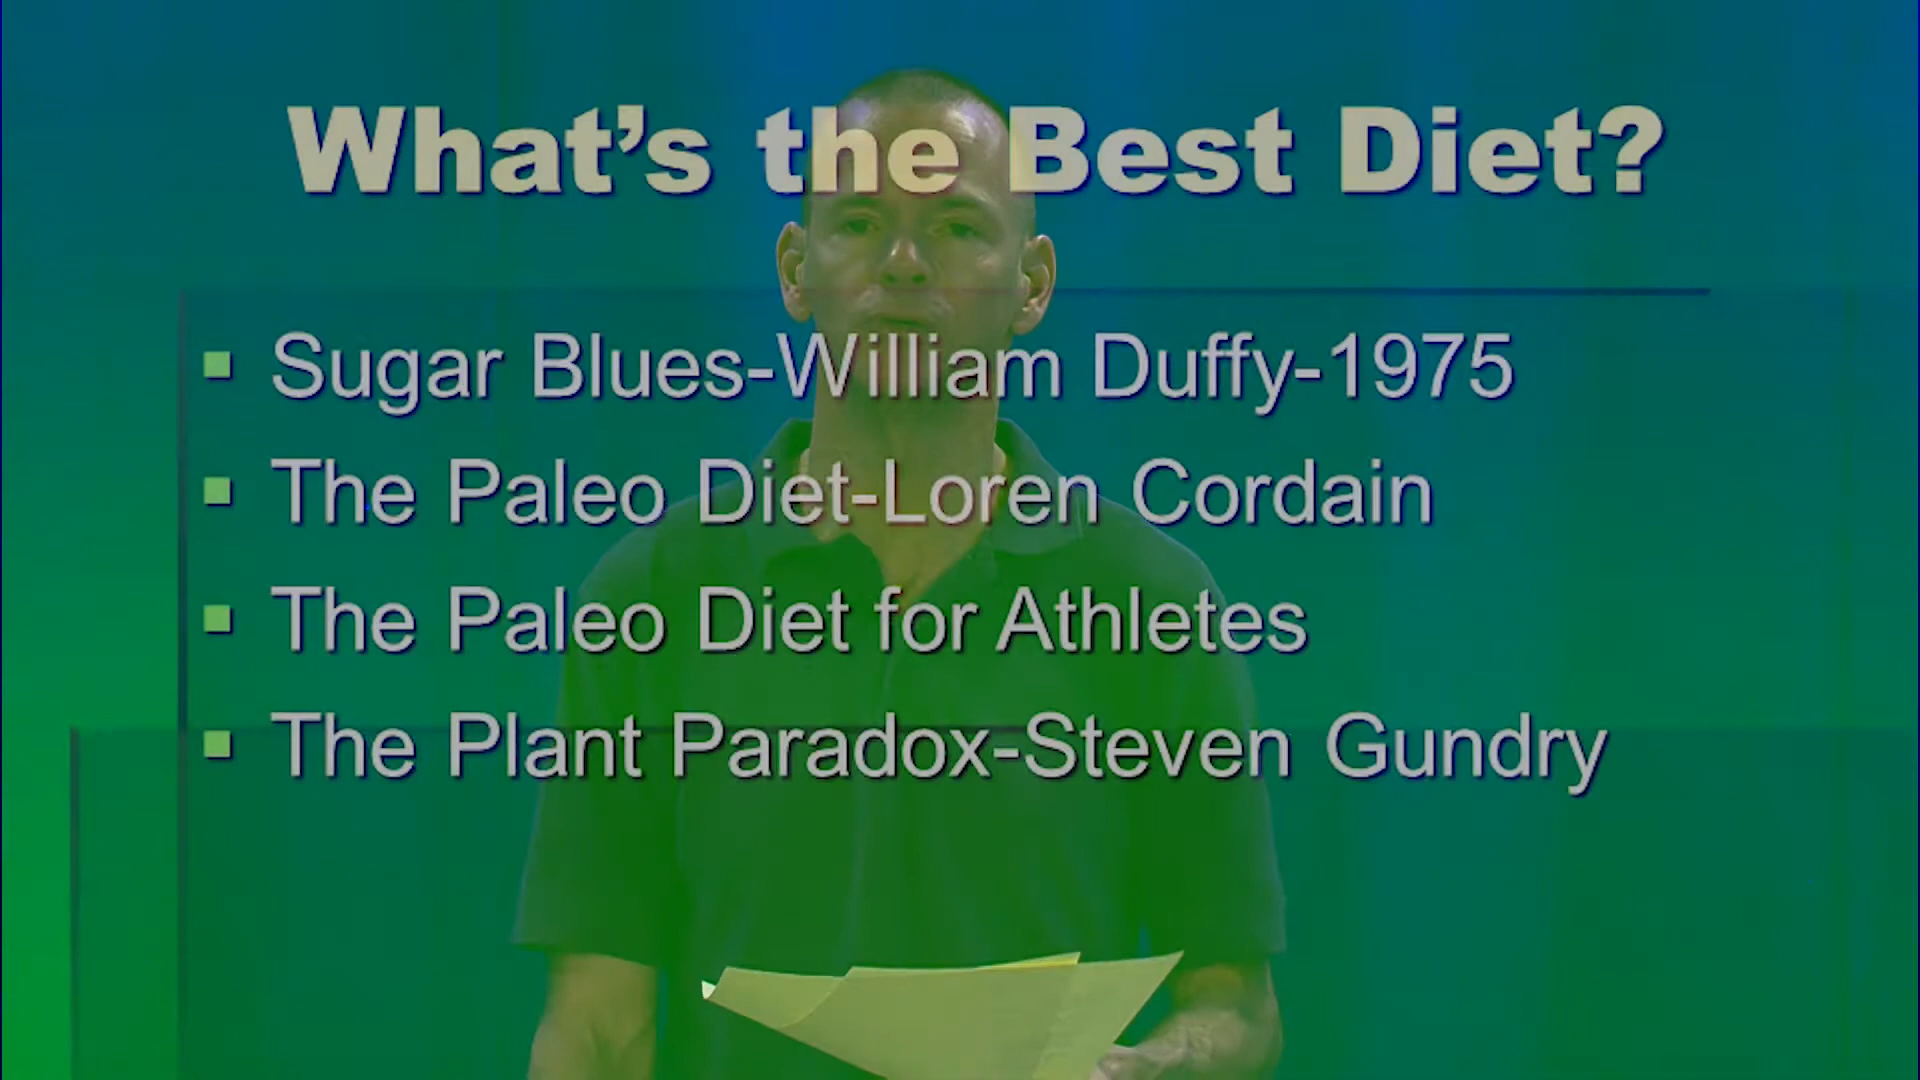 What's the Best Diet?
Sugar Blues-William Duffy-1975
The Paleo Diet-Loren Cordain
The Paleo Diet for Athletes
The Plant Paradox-Steven Gundry